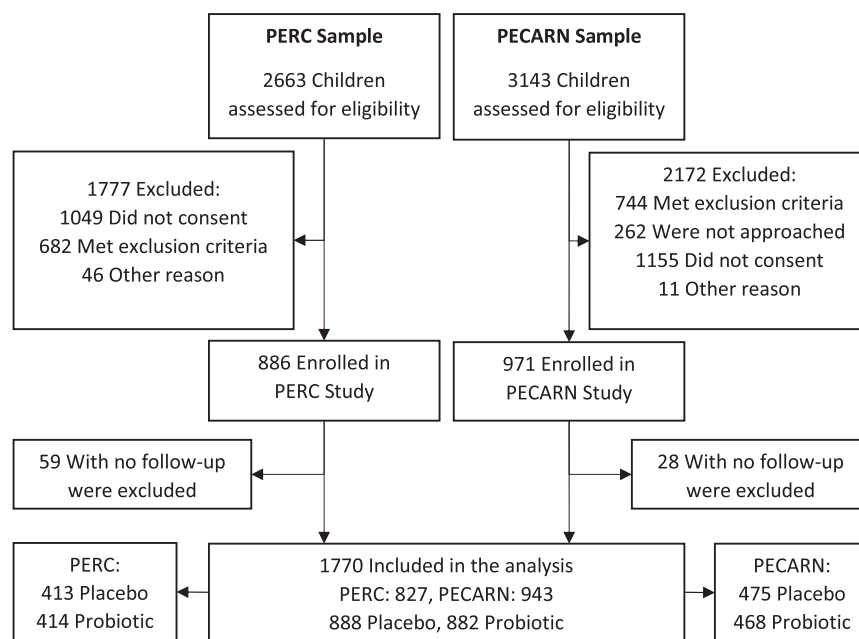 PERC Sample
2663 Children
assessed for eligibility
PECARN Sample
3143 Children
assessed for eligibility
1777 Excluded:
1049 Did not consent
682 Met exclusion criteria
46 Other reason
2172 Excluded:
744 Met exclusion criteria
262 Were not approached
1155 Did not consent
11 Other reason
886 Enrolled in
PERC Study
971 Enrolled in
PECARN Study
59 With no follow-up
were excluded
28 With no follow-up
were excluded
PERC:
413 Placebo
414 Probiotic
1770 Included in the analysis
PERC: 827, PECARN: 943
888 Placebo, 882 Probiotic
PECARN:
475 Placebo
468 Probiotic